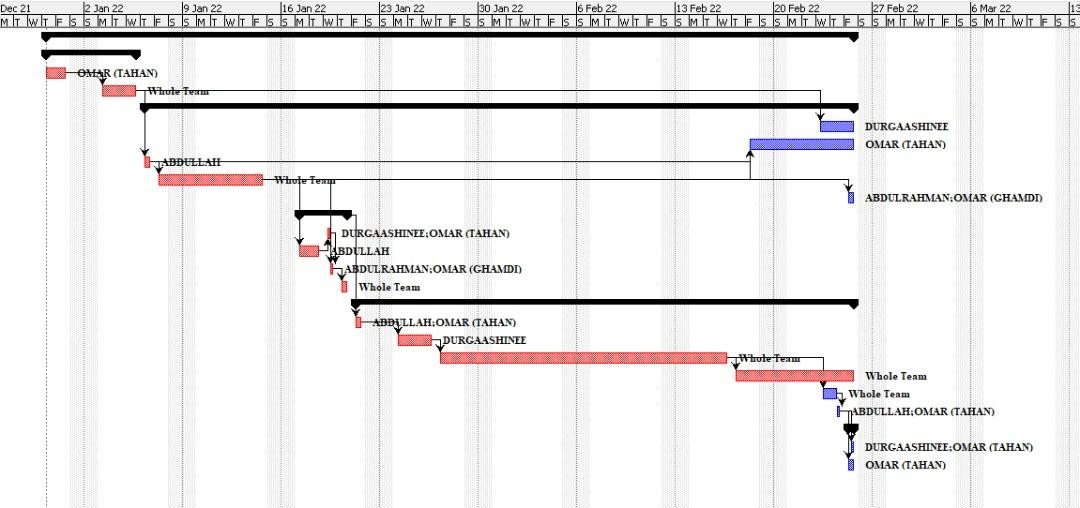 Dec 21 2 Jan 22 9 Jan 22 16 Jan 22 23 Jan 22 30 Jan 22 6 Feb 22 13 Feb 22 20 Feb 22 27 Feb 22 6 Mar 22 13
M T W T F S S M T W T F S S M T W T F S S M T W T F S S M T W T F S S M T W T F S S M T W T F S S M T W T F S S M T W T F S S M T W T F S S M T W T F S S
OMAR (TAHAN)
Whole Team
DURGAASHINEE
OMAR (TAHAN)
ABDULLAH
Whole Team
ABDULRAHMAN;OMAR (GHAMDI)
DURGAASHINEE;OMAR (TAHAN)
ABDULLAH
ABDULRAHMAN;OMAR (GHAMDI)
Whole Team
ABDULLAH;OMAR (TAHAN)
DURGAASHINEE
Whole Team
Whole Team
Whole Team
ABDULLAH;OMAR (TAHAN)
DURGAASHINEE;OMAR (TAHAN)
OMAR (TAHAN)